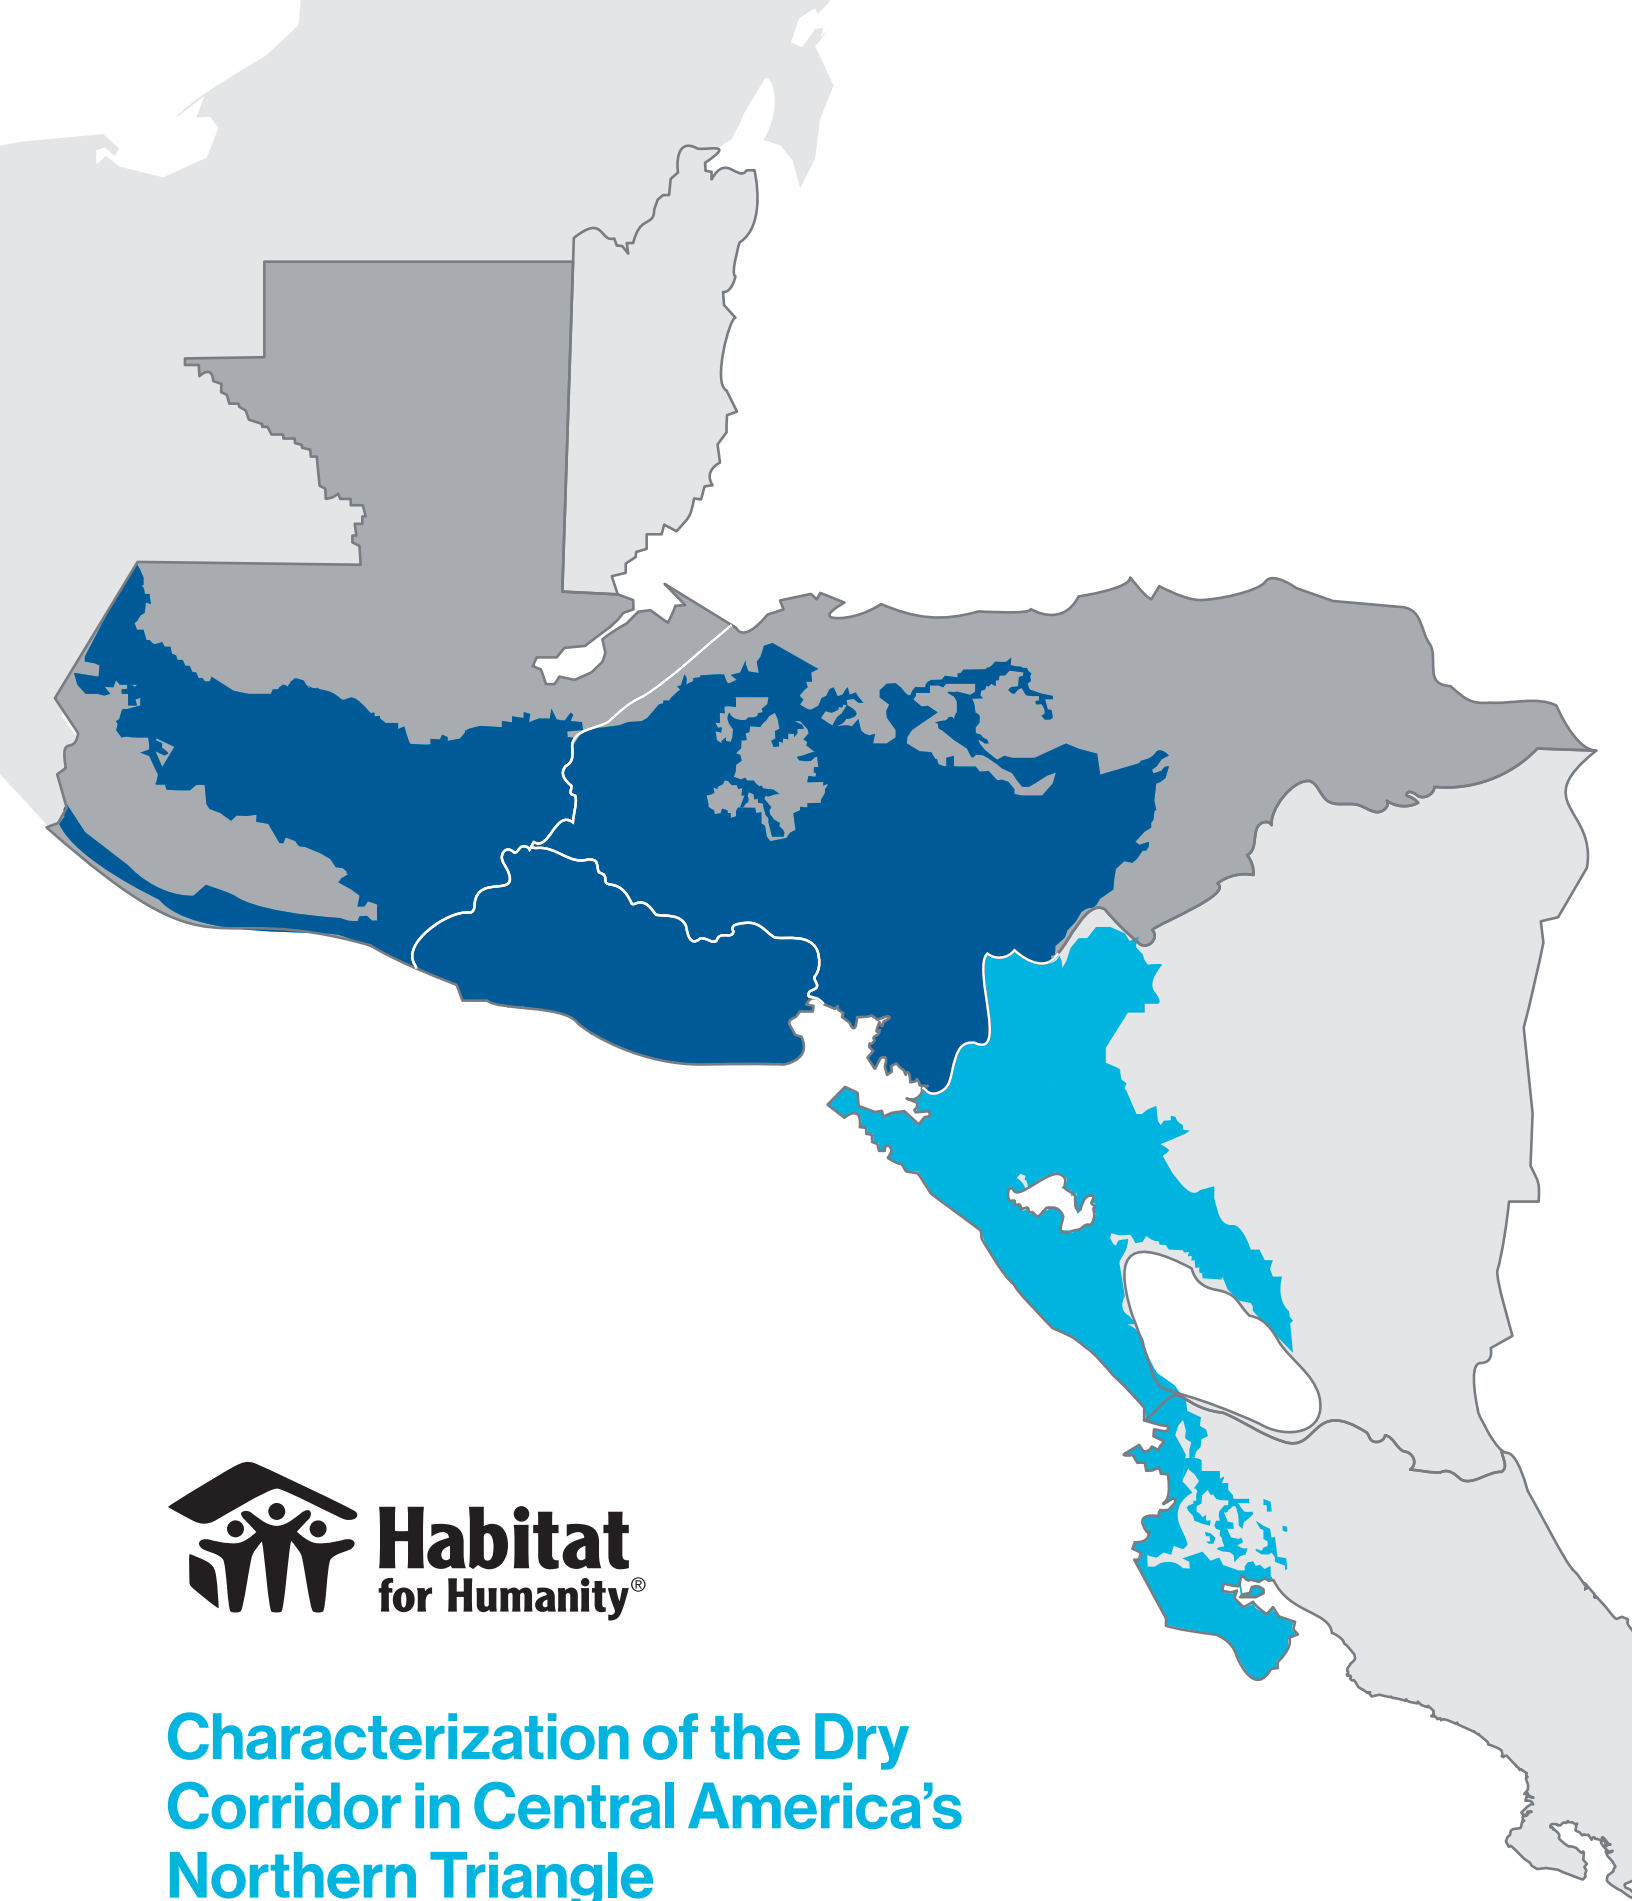 Habitat
for Humanity®
Characterization of the Dry
Corridor in Central America’s
Northern Triangle